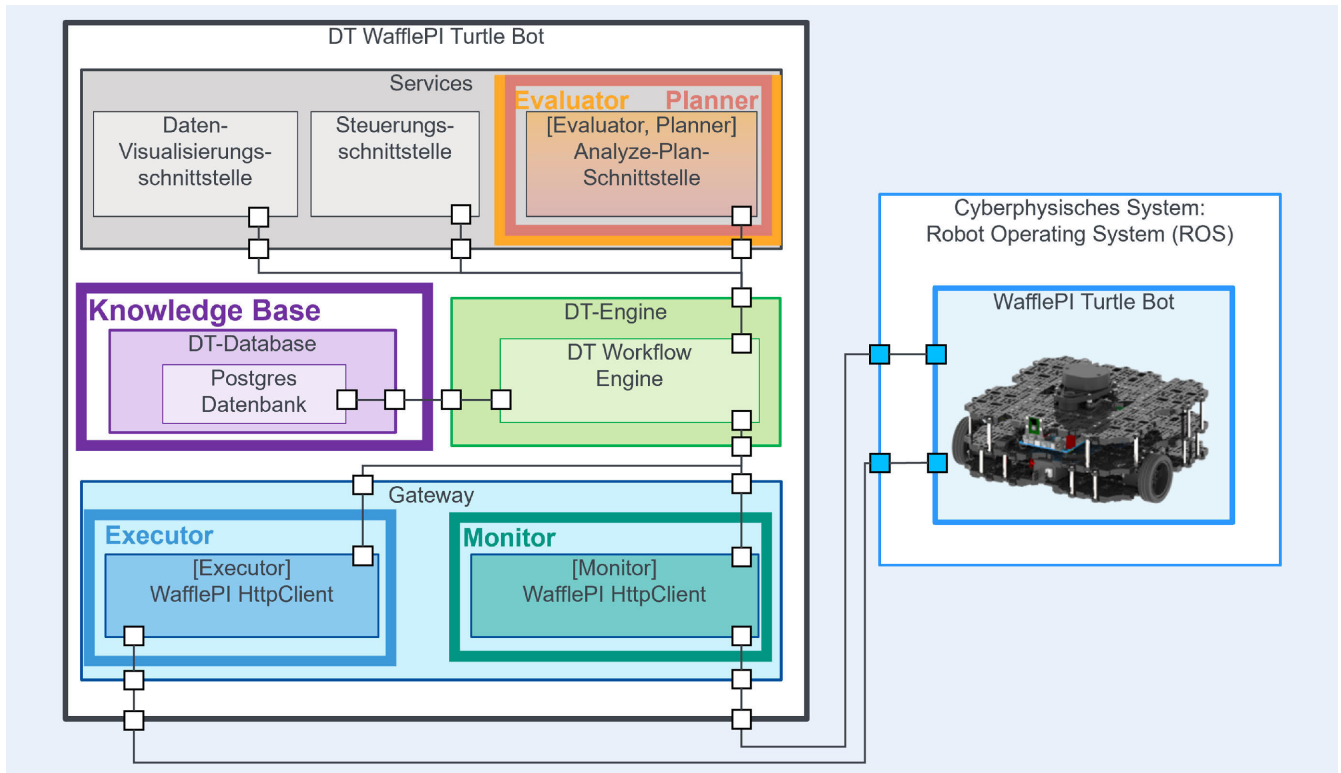 DT WafflePI Turtle Bot
Services
Evaluator
Planner
Daten-
Visualisierungs-
schnittstelle
Steuerungs-
schnittstelle
[Evaluator, Planner]
Analyze-Plan-
Schnittstelle
Knowledge Base
DT-Database
Postgres
Datenbank
DT-Engine
DT Workflow
Engine
Gateway
Executor
[Executor]
WafflePI HttpClient
Monitor
[Monitor]
WafflePI HttpClient
Cyberphysisches System:
Robot Operating System (ROS)
WafflePI Turtle Bot